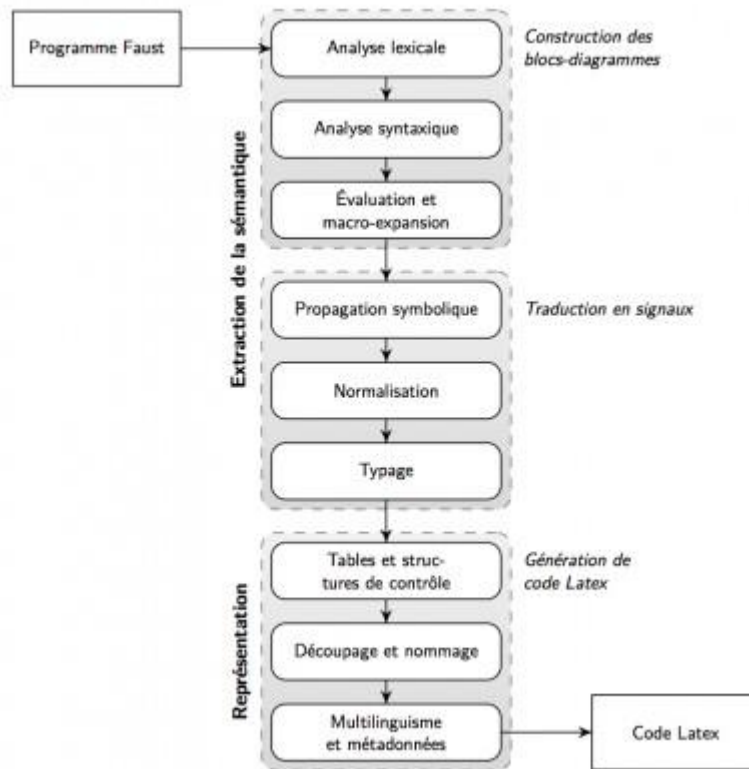 Programme Faust
Analyse lexicale
Construction des
blocs-diagrammes
Analyse syntaxique
Évaluation et
macro-expansion
Extraction de la sémantique
Propagation symbolique
Traduction en signaux
Normalisation
Typage
Tables et struc-
tures de contrôle
Génération de
code Latex
Découpage et nommage
Représentation
Multilinguisme
et métadonnées
Code Latex